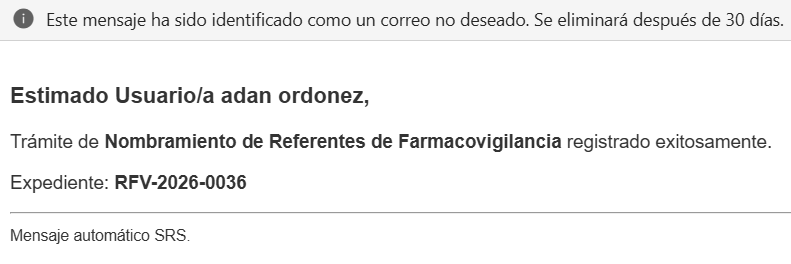 Este mensaje ha sido identificado como un correo no deseado. Se eliminará después de 30 días.
Estimado Usuario/a adan ordonez,
Trámite de Nombramiento de Referentes de Farmacovigilancia registrado exitosamente.
Expediente: RFV-2026-0036
Mensaje automático SRS.